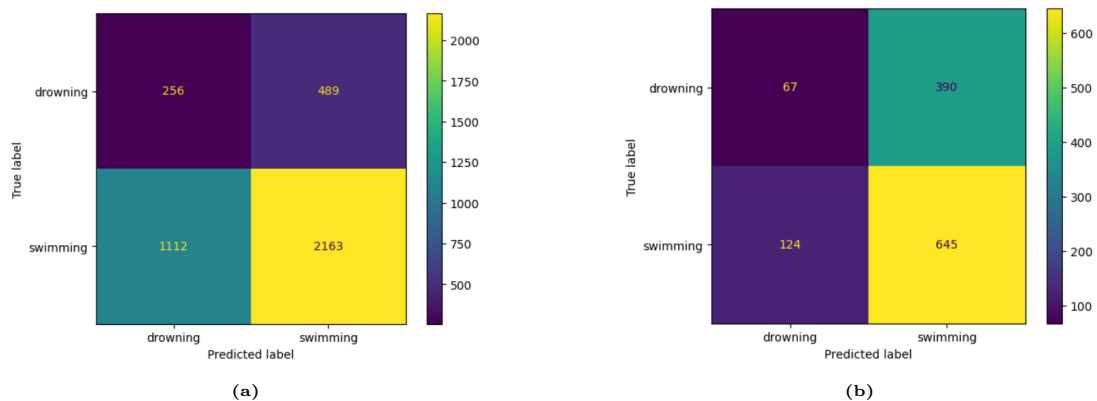 True label
drowning
swimming
256
489
1112
2163
drowning
swimming
Predicted label
2000
1750
1500
1250
1000
750
500
(a)
True label
drowning
swimming
67
390
124
645
drowning
swimming
Predicted label
600
500
400
300
200
100
(b)